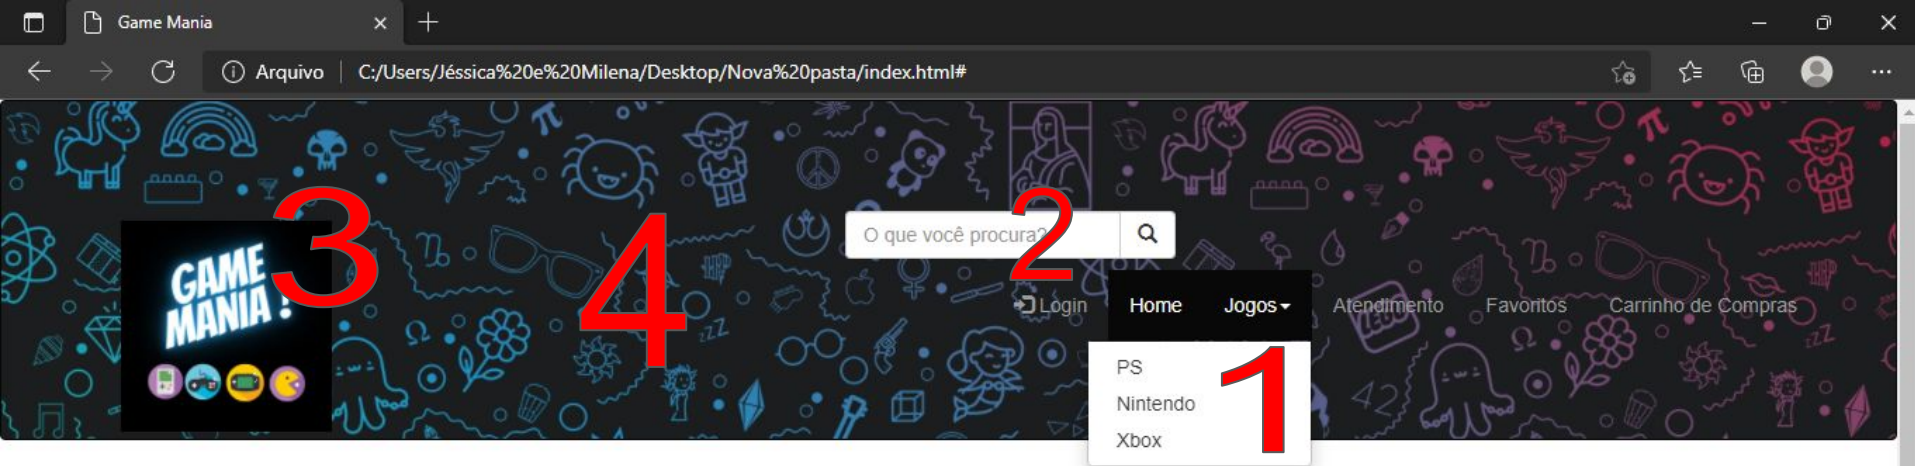 Game Mania
Arquivo
C:/Users/Jéssica%20e%20Milena/Desktop/Nova%20pasta/index.html#
3
4
2
O que você procura?
GAME
MANIA !
Login
Home
Jogos
Atendimento
Favoritos
Carrinho de Compras
PS
Nintendo
Xbox
1